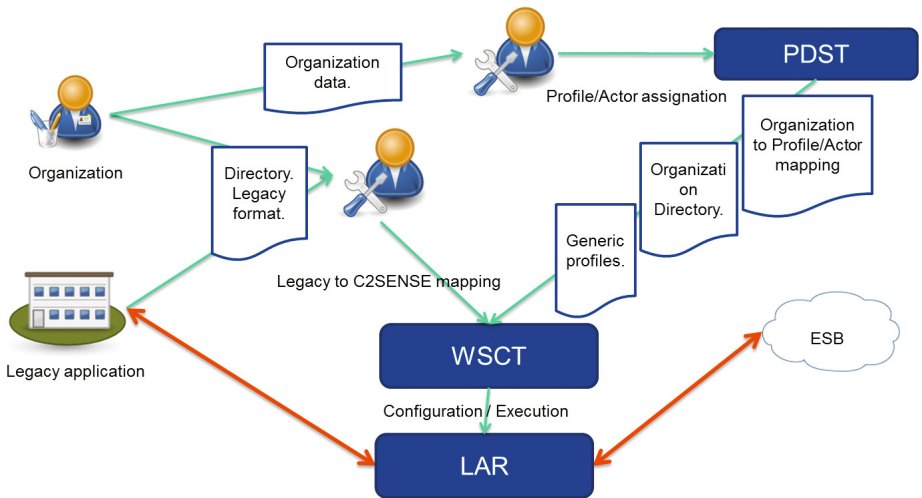 Organization
data.
PDST
Profile/Actor assignation
Organization
to Profile/Actor
mapping
Organization
Directory.
Legacy
format.
Organizati
on
Directory.
Generic
profiles.
Legacy to C2SENSE mapping
WSCT
ESB
Legacy application
Configuration / Execution
LAR